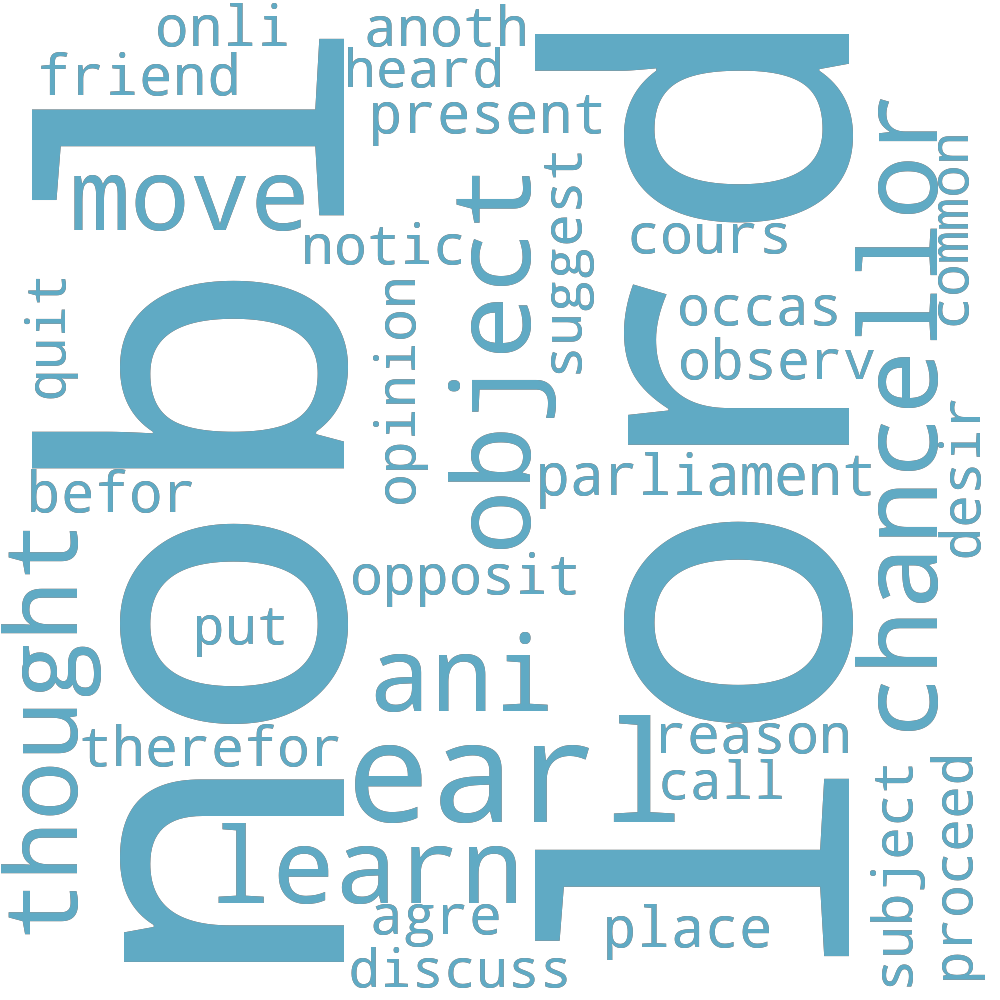 onli
anoth
friend
heard
present
move
notic
suggest
object
cours
common
chancellor
occas
observ
quit
opinion
nobl
lord
befor
parliament
desir
thought
opposit
put
ani
therefor
earl
reason
call
learn
agre
place
subject
proceed
discuss